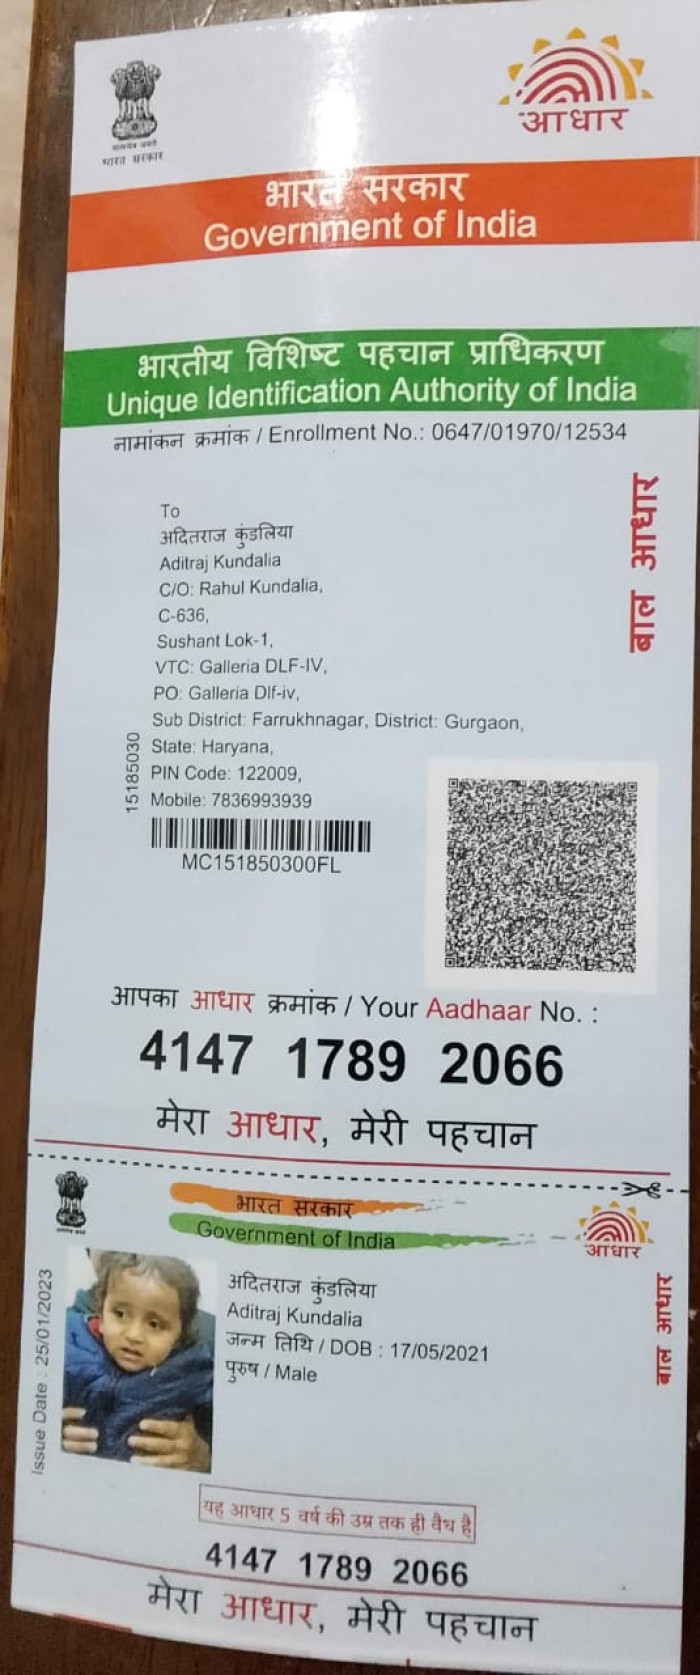 आधार
सत्यमेव जयते
भारत सरकार
भारत सरकार
Government of India
भारतीय विशिष्ट पहचान प्राधिकरण
Unique Identification Authority of India
नामांकन क्रमांक / Enrollment No.: 0647/01970/12534
To
अदितराज कुंडलिया
Aditraj Kundalia
C/O: Rahul Kundalia,
C-636,
Sushant Lok-1,
VTC: Galleria DLF-IV,
PO: Galleria Dlf-iv,
Sub District: Farrukhnagar, District: Gurgaon,
State: Haryana,
PIN Code: 122009,
Mobile: 7836993939
15185030
MC151850300FL
बाल आधार
आपका आधार क्रमांक / Your Aadhaar No. :
4147 1789 2066
मेरा आधार, मेरी पहचान
भारत सरकार
Government of India
आधार
Issue Date : 25/01/2023
अदितराज कुंडलिया
Aditraj Kundalia
जन्म तिथि / DOB : 17/05/2021
पुरुष / Male
बाल आधार
यह आधार 5 वर्ष की उम्र तक ही वैध है
4147 1789 2066
मेरा आधार, मेरी पहचान